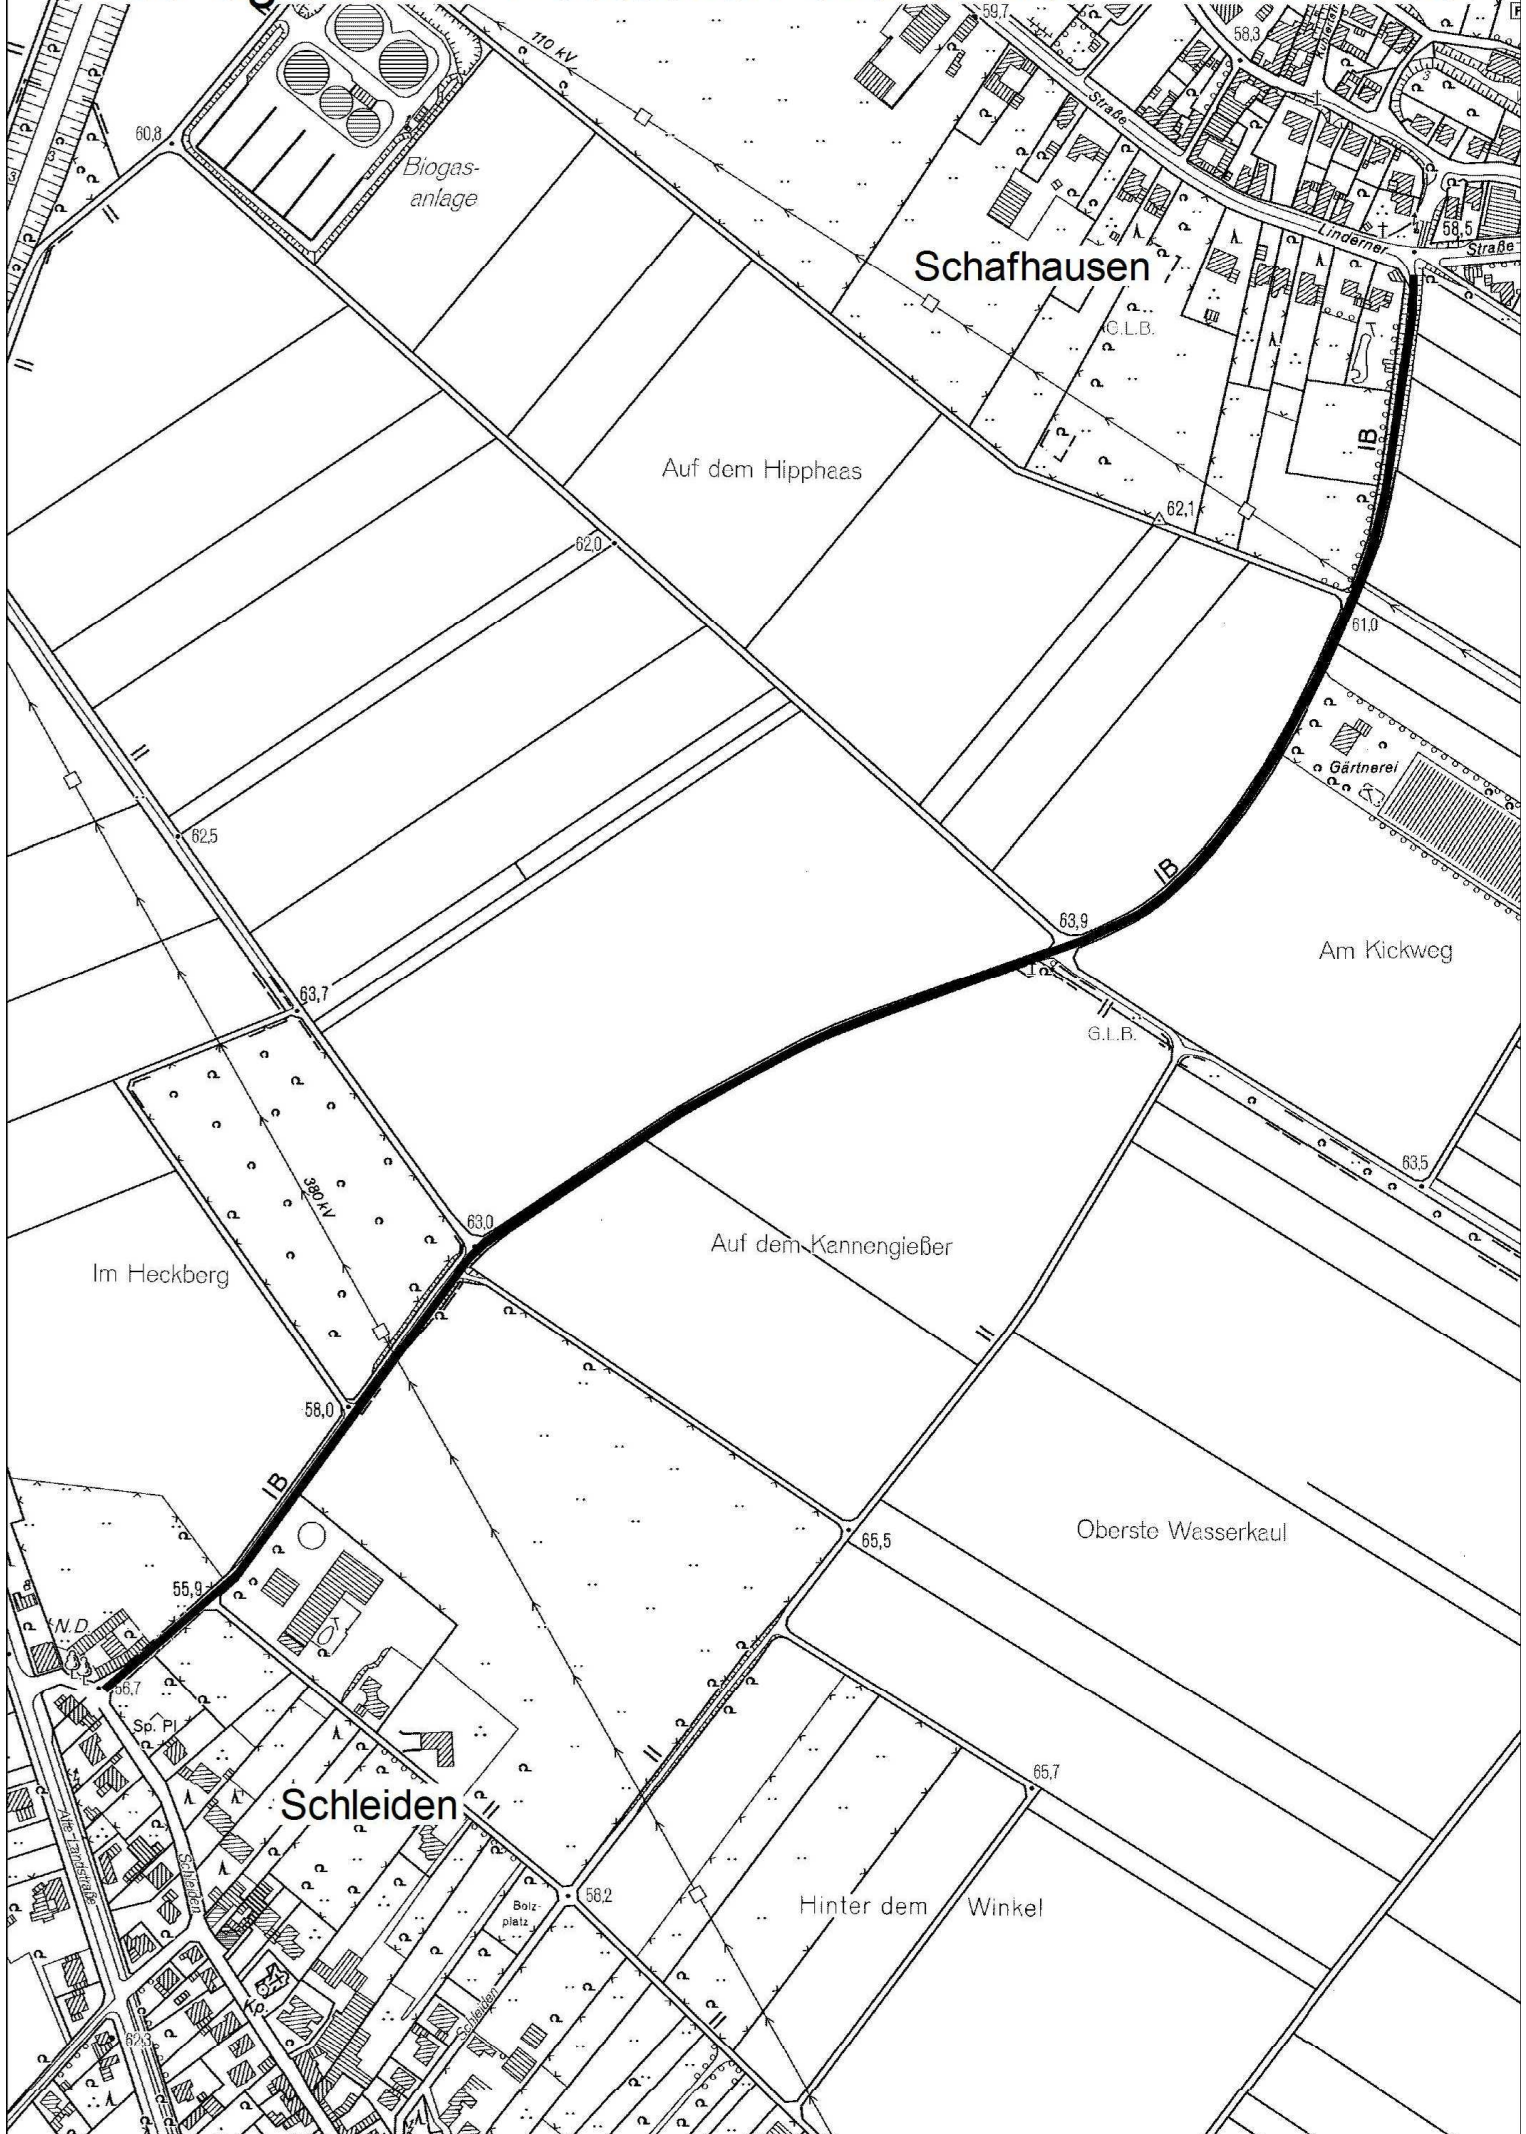 59,7
58,3
110 kV
60,8
Straße
Biogas-
anlage
Linderner
58,5
Straße
Schafhausen
G.L.B.
IB
Auf dem Hipphaas
62,1
62,0
61,0
Gärtnerei
62,5
IB
63,9
Am Kickweg
63,7
G.L.B.
63,5
380 kV
63,0
Auf dem Kannengießer
Im Heckberg
58,0
IB
65,5
Oberste Wasserkaul
55,9
N.D.
56,7
Sp. Pl
65,7
Schleiden
Alte Landstraße
Schleiden
58,2
Bolz-
platz
Hinter dem Winkel
Schleiden
Kp.
62,3